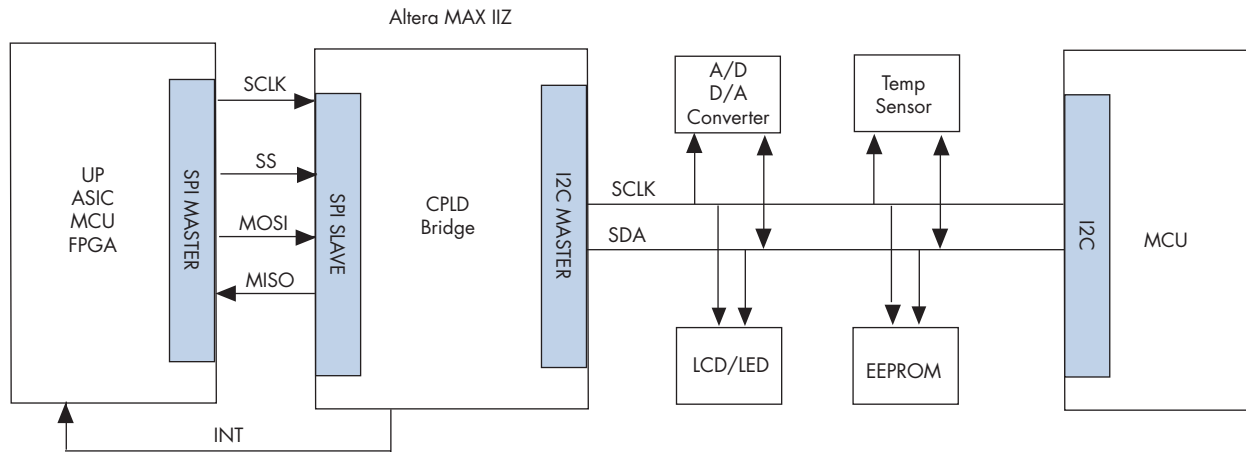 Altera MAX IIZ
UP
ASIC
MCU
FPGA
SPI MASTER
SCLK
SS
MOSI
MISO
INT
SPI SLAVE
CPLD
Bridge
I2C MASTER
SCLK
SDA
A/D
D/A
Converter
Temp
Sensor
LCD/LED
EEPROM
I2C
MCU